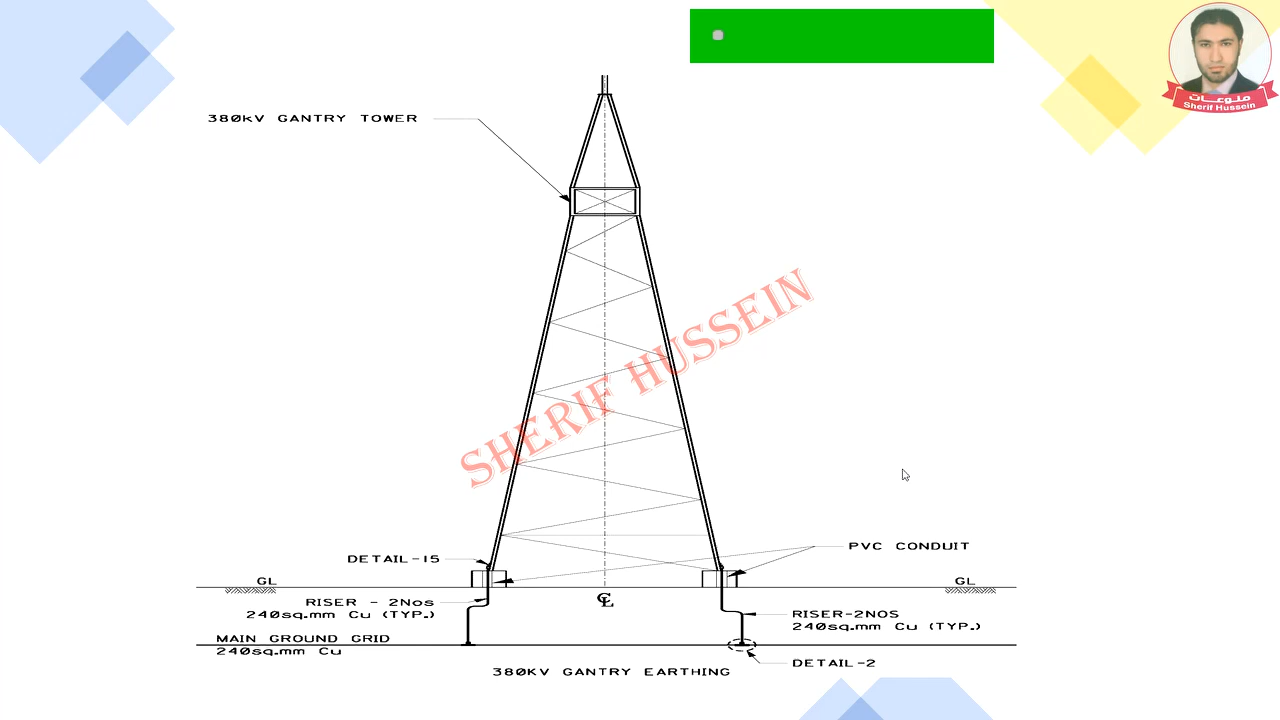 منوعات
Sherif Hussein
380kV GANTRY TOWER
SHERIF HUSSEIN
DETAIL-15
PVC CONDUIT
GL
GL
℄
RISER - 2Nos
240sq.mm Cu (TYP.)
RISER-2NOS
240sq.mm Cu (TYP.)
MAIN GROUND GRID
240sq.mm Cu
DETAIL-2
380KV GANTRY EARTHING